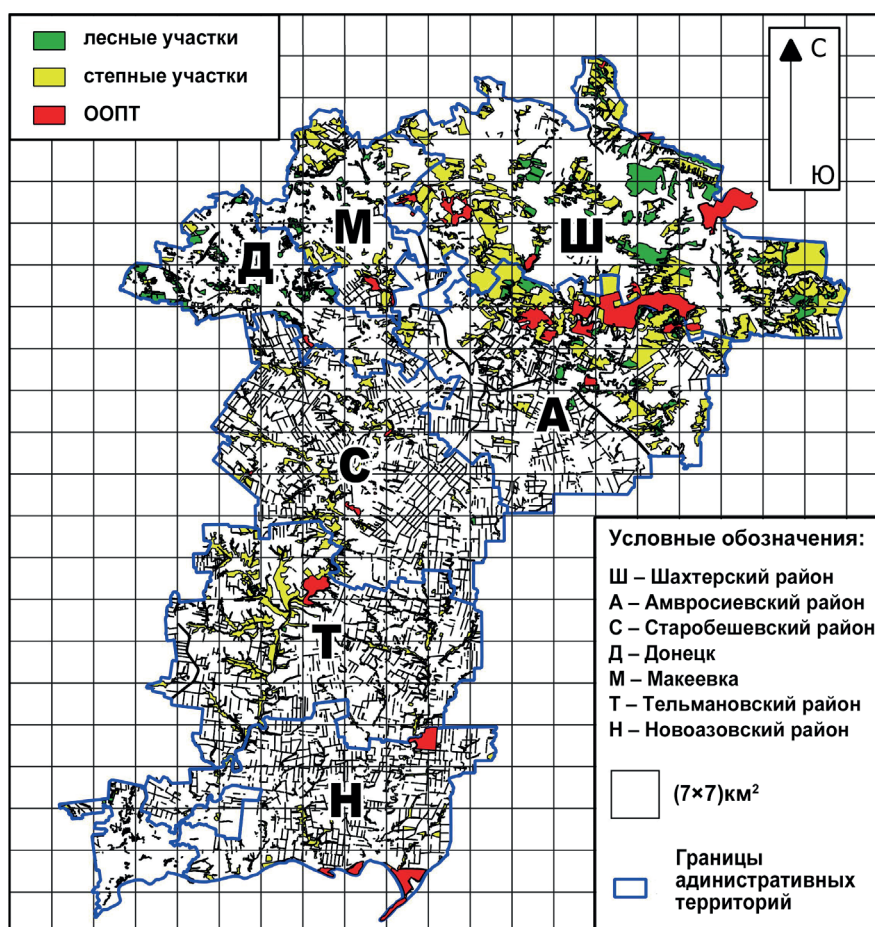 лесные участки
степные участки
ООПТ
С
Ю
М
Ш
Д
А
С
Т
Н
Условные обозначения:
Ш – Шахтерский район
А – Амвросиевский район
С – Старобешевский район
Д – Донецк
М – Макеевка
Т – Тельмановский район
Н – Новоазовский район
(7×7)км²
Границы
адинистративных
территорий